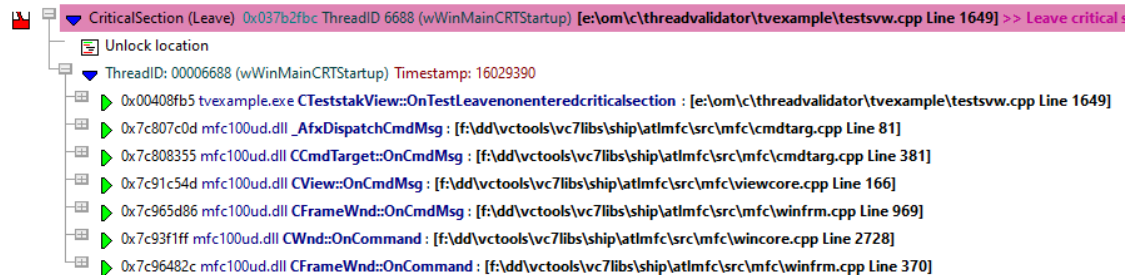 CriticalSection (Leave) 0x037b2fbc ThreadID 6688 (wWinMainCRTStartup) [e:\om\c\threadvalidator\tvexample\testsvw.cpp Line 1649] >> Leave critical s
Unlock location
ThreadID: 00006688 (wWinMainCRTStartup) Timestamp: 16029390
0x00408fb5 tvexample.exe CTeststakView::OnTestLeavenonenteredcriticalsection : [e:\om\c\threadvalidator\tvexample\testsvw.cpp Line 1649]
0x7c807c0d mfc100ud.dll _AfxDispatchCmdMsg : [f:\dd\vctools\vc7libs\ship\atlmfc\src\mfc\cmdtarg.cpp Line 81]
0x7c808355 mfc100ud.dll CCmdTarget::OnCmdMsg : [f:\dd\vctools\vc7libs\ship\atlmfc\src\mfc\cmdtarg.cpp Line 381]
0x7c91c54d mfc100ud.dll CView::OnCmdMsg : [f:\dd\vctools\vc7libs\ship\atlmfc\src\mfc\viewcore.cpp Line 166]
0x7c965d86 mfc100ud.dll CFrameWnd::OnCmdMsg : [f:\dd\vctools\vc7libs\ship\atlmfc\src\mfc\winfrm.cpp Line 969]
0x7c93f1ff mfc100ud.dll CWnd::OnCommand : [f:\dd\vctools\vc7libs\ship\atlmfc\src\mfc\wincore.cpp Line 2728]
0x7c96482c mfc100ud.dll CFrameWnd::OnCommand : [f:\dd\vctools\vc7libs\ship\atlmfc\src\mfc\winfrm.cpp Line 370]